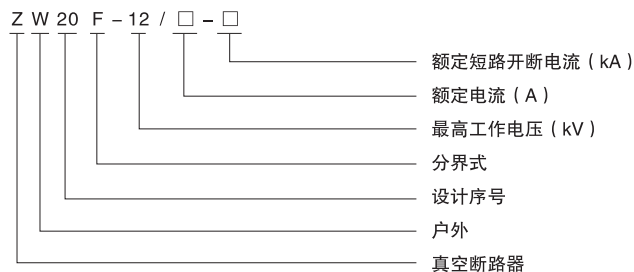 ZW20F-12/□-□
额定短路开断电流(kA)
额定电流(A)
最高工作电压(kV)
分界式
设计序号
户外
真空断路器